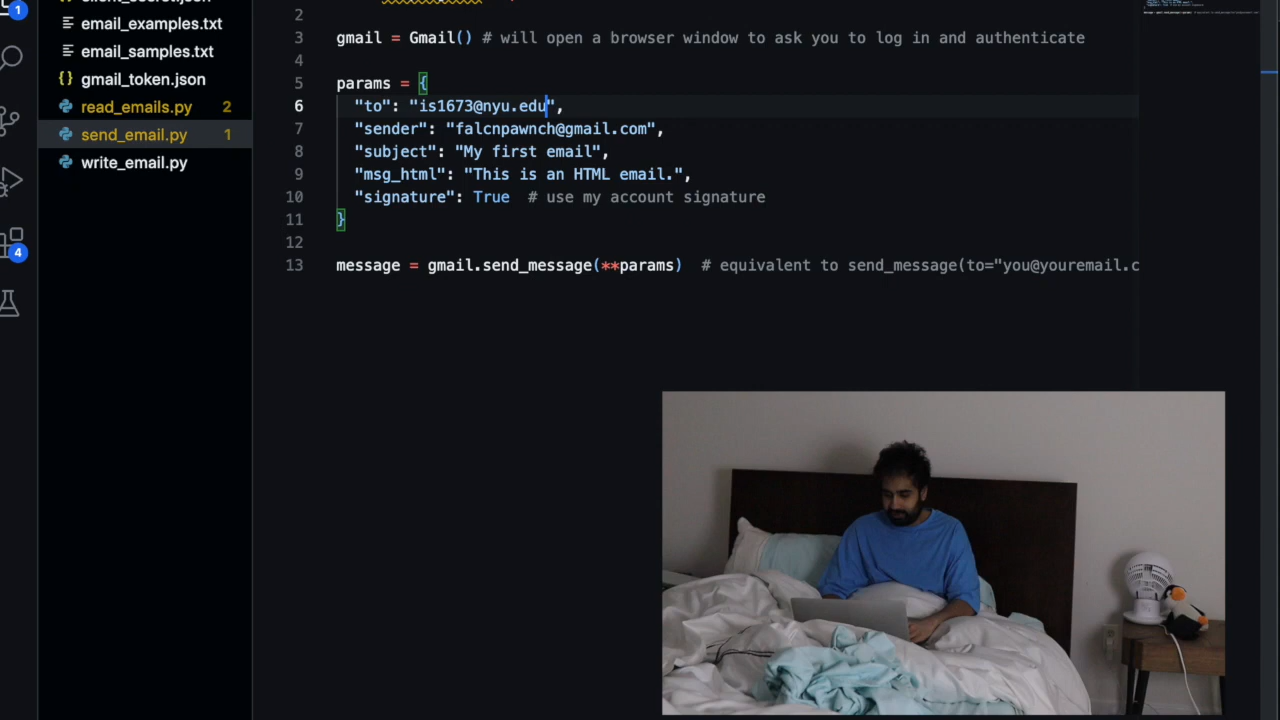 1
client_secret.json
email_examples.txt
email_samples.txt
{} gmail_token.json
read_emails.py 2
send_email.py 1
write_email.py
4
2
3 gmail = Gmail() # will open a browser window to ask you to log in and authenticate
4
5 params = {
6 "to": "is1673@nyu.edu",
7 "sender": "falcnpawnch@gmail.com",
8 "subject": "My first email",
9 "msg_html": "This is an HTML email.",
10 "signature": True # use my account signature
11 }
12
13 message = gmail.send_message(**params) # equivalent to send_message(to="you@youremail.c